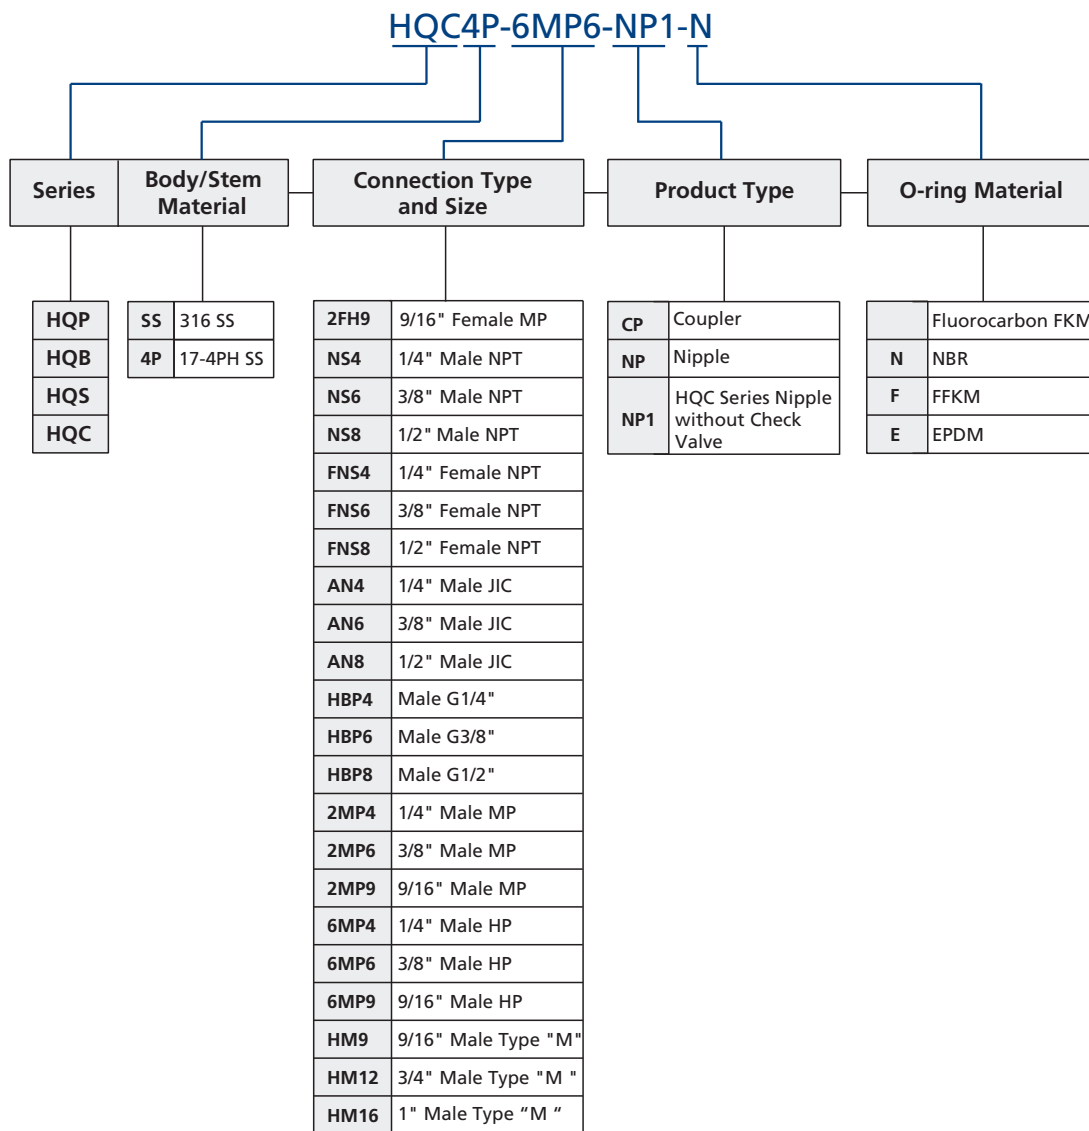 HQC4P-6MP6-NP1-N
Series
Body/Stem
Material
Connection Type
and Size
Product Type
O-ring Material
HQP
HQB
HQS
HQC
SS 316 SS
4P 17-4PH SS
2FH9 9/16" Female MP
NS4 1/4" Male NPT
NS6 3/8" Male NPT
NS8 1/2" Male NPT
FNS4 1/4" Female NPT
FNS6 3/8" Female NPT
FNS8 1/2" Female NPT
AN4 1/4" Male JIC
AN6 3/8" Male JIC
AN8 1/2" Male JIC
HBP4 Male G1/4"
HBP6 Male G3/8"
HBP8 Male G1/2"
2MP4 1/4" Male MP
2MP6 3/8" Male MP
2MP9 9/16" Male MP
6MP4 1/4" Male HP
6MP6 3/8" Male HP
6MP9 9/16" Male HP
HM9 9/16" Male Type "M"
HM12 3/4" Male Type "M "
HM16 1" Male Type “M “
CP Coupler
NP Nipple
NP1 HQC Series Nipple
without Check
Valve
Fluorocarbon FKM
N NBR
F FFKM
E EPDM